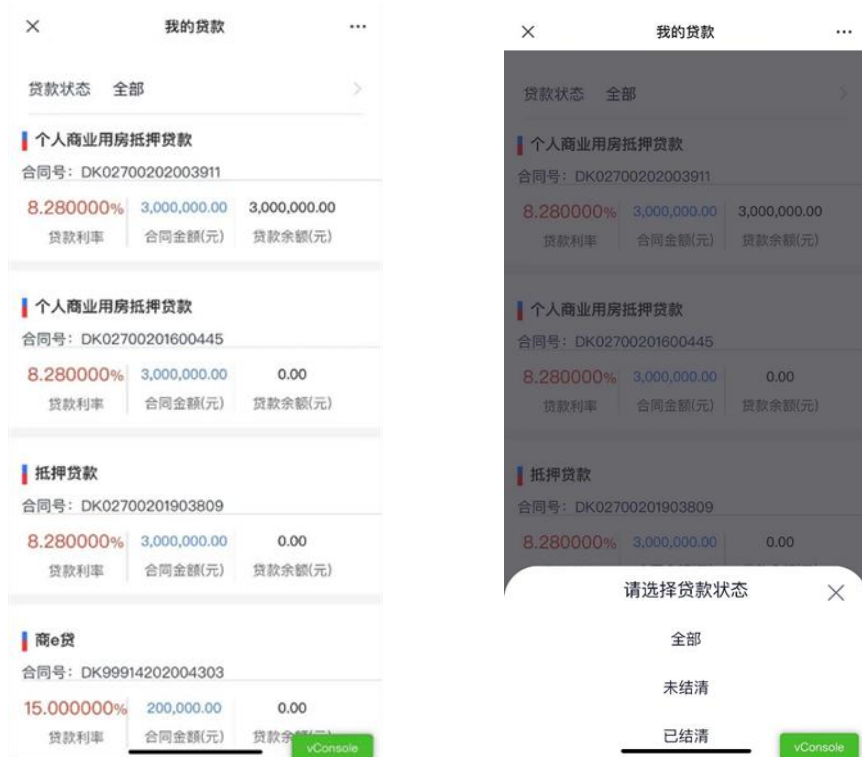 我的贷款
贷款状态 全部
个人商业用房抵押贷款
合同号：DK02700202003911
8.280000% 3,000,000.00 3,000,000.00
贷款利率 合同金额(元) 贷款余额(元)
个人商业用房抵押贷款
合同号：DK02700201600445
8.280000% 3,000,000.00 0.00
贷款利率 合同金额(元) 贷款余额(元)
抵押贷款
合同号：DK02700201903809
8.280000% 3,000,000.00 0.00
贷款利率 合同金额(元) 贷款余额(元)
商e贷
合同号：DK99914202004303
15.000000% 200,000.00 0.00
贷款利率 合同金额(元) 贷款余
vConsole
我的贷款
贷款状态 全部
个人商业用房抵押贷款
合同号：DK02700202003911
8.280000% 3,000,000.00 3,000,000.00
贷款利率 合同金额(元) 贷款余额(元)
个人商业用房抵押贷款
合同号：DK02700201600445
8.280000% 3,000,000.00 0.00
贷款利率 合同金额(元) 贷款余额(元)
抵押贷款
合同号：DK02700201903809
8.280000% 3,000,000.00 0.00
请选择贷款状态
全部
未结清
已结清
vConsole